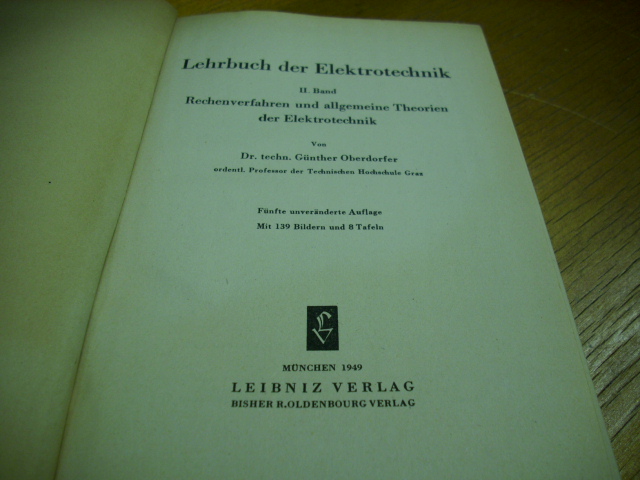 Lehrbuch der Elektrotechnik
II. Band
Rechenverfahren und allgemeine Theorien
der Elektrotechnik
Von
Dr. techn. Günther Oberdorfer
ordentl. Professor der Technischen Hochschule Graz
Fünfte unveränderte Auflage
Mit 139 Bildern und 8 Tafeln
LV
MÜNCHEN 1949
LEIBNIZ VERLAG
BISHER R. OLDENBOURG VERLAG